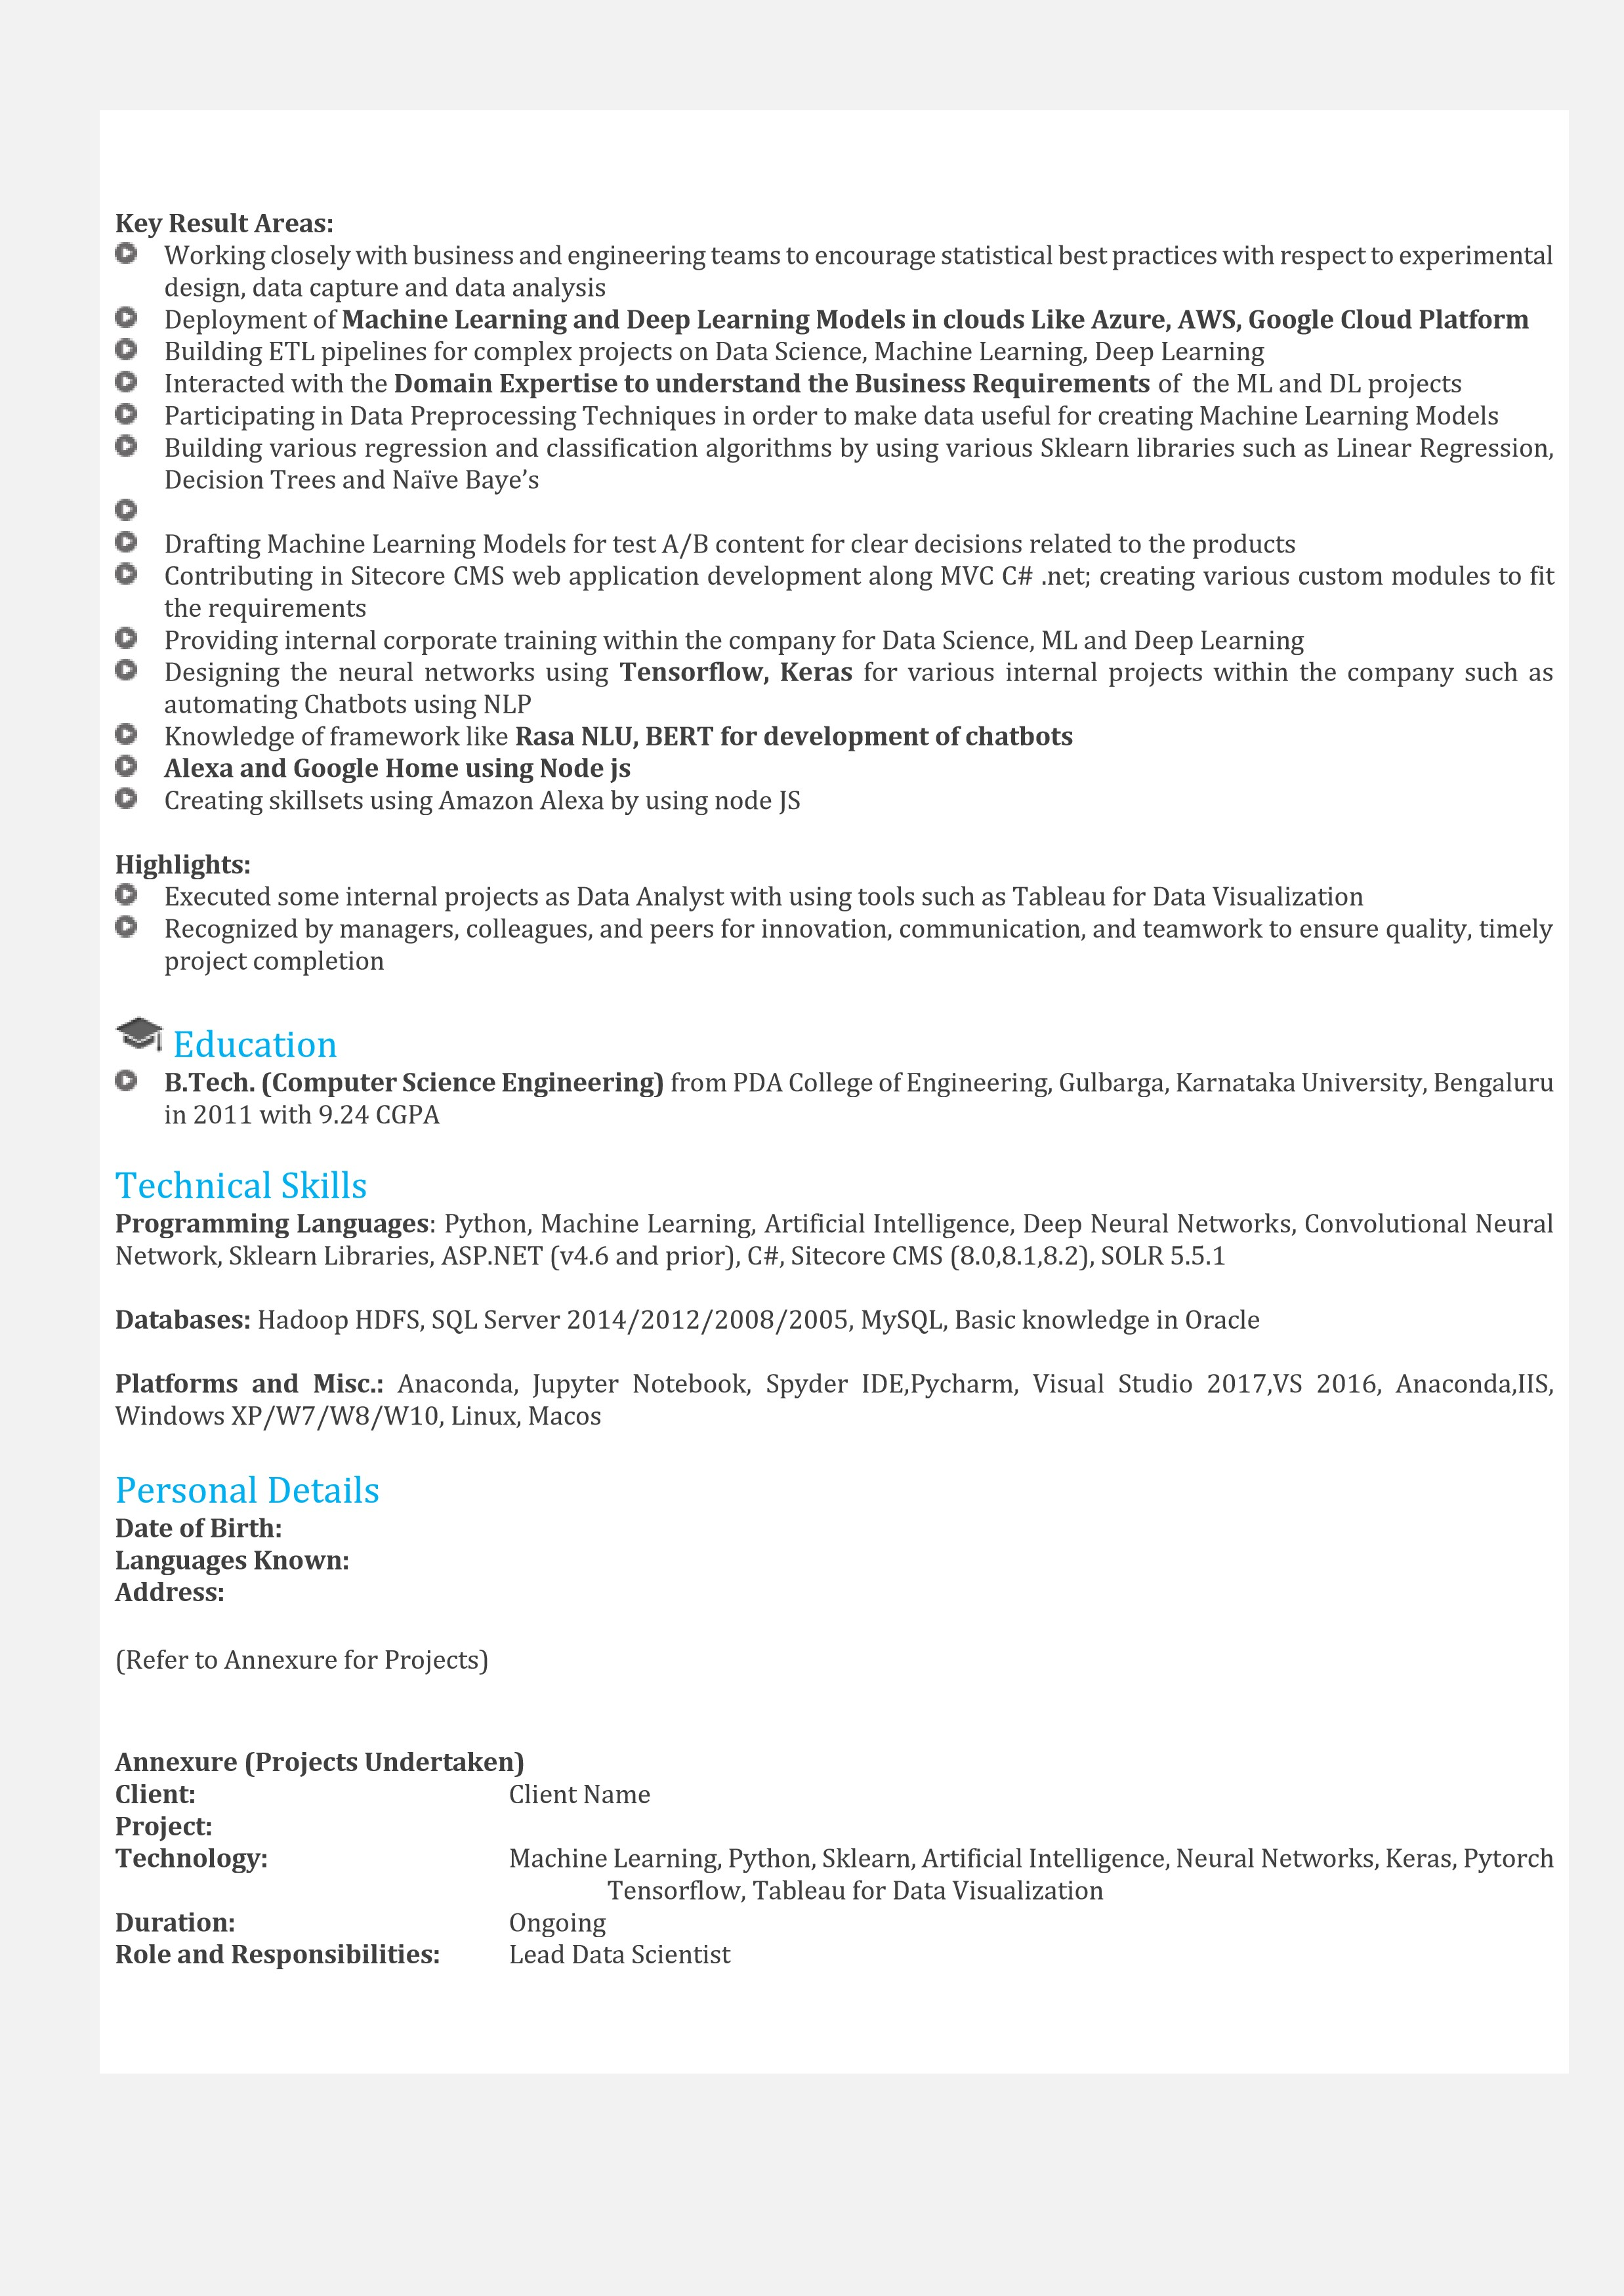 Key Result Areas:
Working closely with business and engineering teams to encourage statistical best practices with respect to experimental
design, data capture and data analysis
Deployment of Machine Learning and Deep Learning Models in clouds Like Azure, AWS, Google Cloud Platform
Building ETL pipelines for complex projects on Data Science, Machine Learning, Deep Learning
Interacted with the Domain Expertise to understand the Business Requirements of the ML and DL projects
Participating in Data Preprocessing Techniques in order to make data useful for creating Machine Learning Models
Building various regression and classification algorithms by using various Sklearn libraries such as Linear Regression,
Decision Trees and Naïve Baye’s
Drafting Machine Learning Models for test A/B content for clear decisions related to the products
Contributing in Sitecore CMS web application development along MVC C# .net; creating various custom modules to fit
the requirements
Providing internal corporate training within the company for Data Science, ML and Deep Learning
Designing the neural networks using Tensorflow, Keras for various internal projects within the company such as
automating Chatbots using NLP
Knowledge of framework like Rasa NLU, BERT for development of chatbots
Alexa and Google Home using Node js
Creating skillsets using Amazon Alexa by using node JS
Highlights:
Executed some internal projects as Data Analyst with using tools such as Tableau for Data Visualization
Recognized by managers, colleagues, and peers for innovation, communication, and teamwork to ensure quality, timely
project completion
Education
B.Tech. (Computer Science Engineering) from PDA College of Engineering, Gulbarga, Karnataka University, Bengaluru
in 2011 with 9.24 CGPA
Technical Skills
Programming Languages: Python, Machine Learning, Artificial Intelligence, Deep Neural Networks, Convolutional Neural
Network, Sklearn Libraries, ASP.NET (v4.6 and prior), C#, Sitecore CMS (8.0,8.1,8.2), SOLR 5.5.1
Databases: Hadoop HDFS, SQL Server 2014/2012/2008/2005, MySQL, Basic knowledge in Oracle
Platforms and Misc.: Anaconda, Jupyter Notebook, Spyder IDE,Pycharm, Visual Studio 2017,VS 2016, Anaconda,IIS,
Windows XP/W7/W8/W10, Linux, Macos
Personal Details
Date of Birth:
Languages Known:
Address:
(Refer to Annexure for Projects)
Annexure (Projects Undertaken)
Client: Client Name
Project:
Technology: Machine Learning, Python, Sklearn, Artificial Intelligence, Neural Networks, Keras, Pytorch
Tensorflow, Tableau for Data Visualization
Duration: Ongoing
Role and Responsibilities: Lead Data Scientist